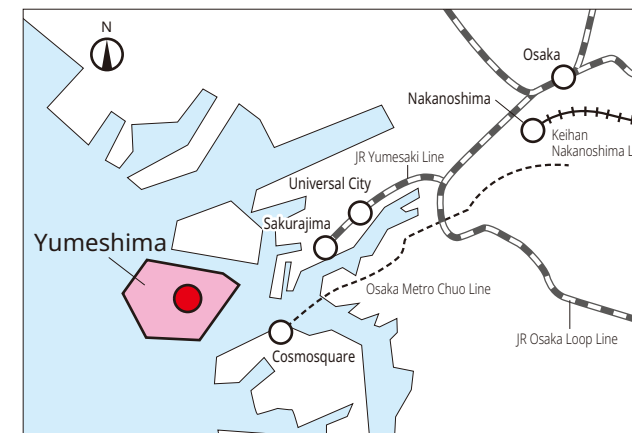 N
Osaka
Nakanoshima
Keihan
Nakanoshima L
JR Yumesaki Line
Universal City
Sakurajima
Yumeshima
Osaka Metro Chuo Line
JR Osaka Loop Line
Cosmosquare